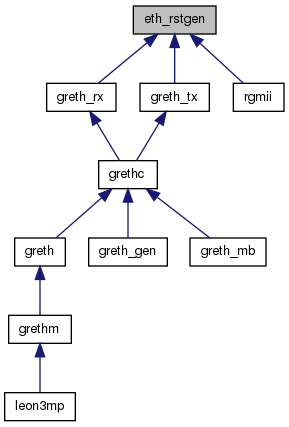 eth_rstgen
greth_rx
greth_tx
rgmii
grethc
greth
greth_gen
greth_mb
grethm
leon3mp